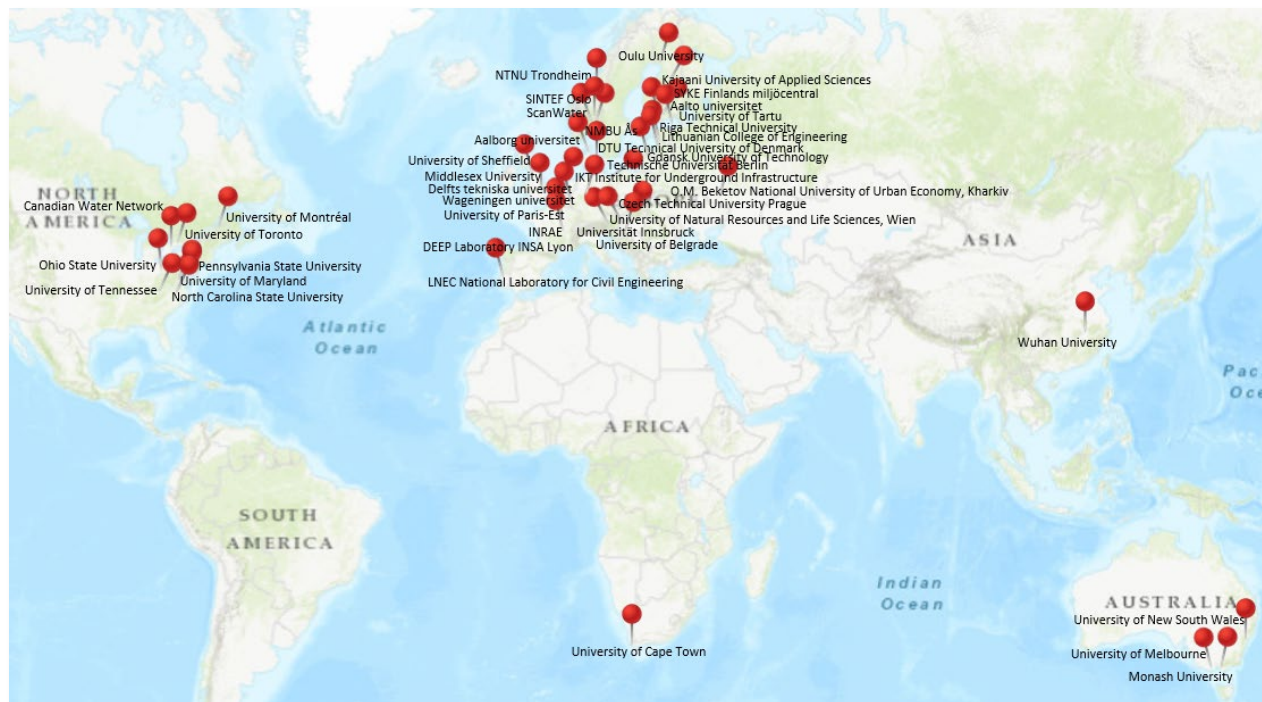 Oulu University
NTNU Trondheim
Kajaani University of Applied Sciences
SYKE Finlands miljöcentral
SINTEF Oslo
Aalto universitet
ScanWater
University of Tartu
NMBU Ås
Riga Technical University
Lithuanian College of Engineering
Aalborg universitet
DTU Technical University of Denmark
Gdansk University of Technology
University of Sheffield
Technische Universität Berlin
Middlesex University
IKT Institute for Underground Infrastructure
Delfts tekniska universitet
O.M. Beketov National University of Urban Economy, Kharkiv
Wageningen universitet
Czech Technical University Prague
University of Paris-Est
University of Natural Resources and Life Sciences, Wien
INRAE
Universität Innsbruck
DEEP Laboratory INSA Lyon
University of Belgrade
LNEC National Laboratory for Civil Engineering
NORTH
AMERICA
Canadian Water Network
University of Montréal
University of Toronto
Ohio State University
Pennsylvania State University
University of Maryland
University of Tennessee
North Carolina State University
Atlantic
Ocean
ASIA
Wuhan University
Pac
Oce
AFRICA
SOUTH
AMERICA
Indian
Ocean
AUSTRALIA
University of New South Wales
University of Cape Town
University of Melbourne
Monash University